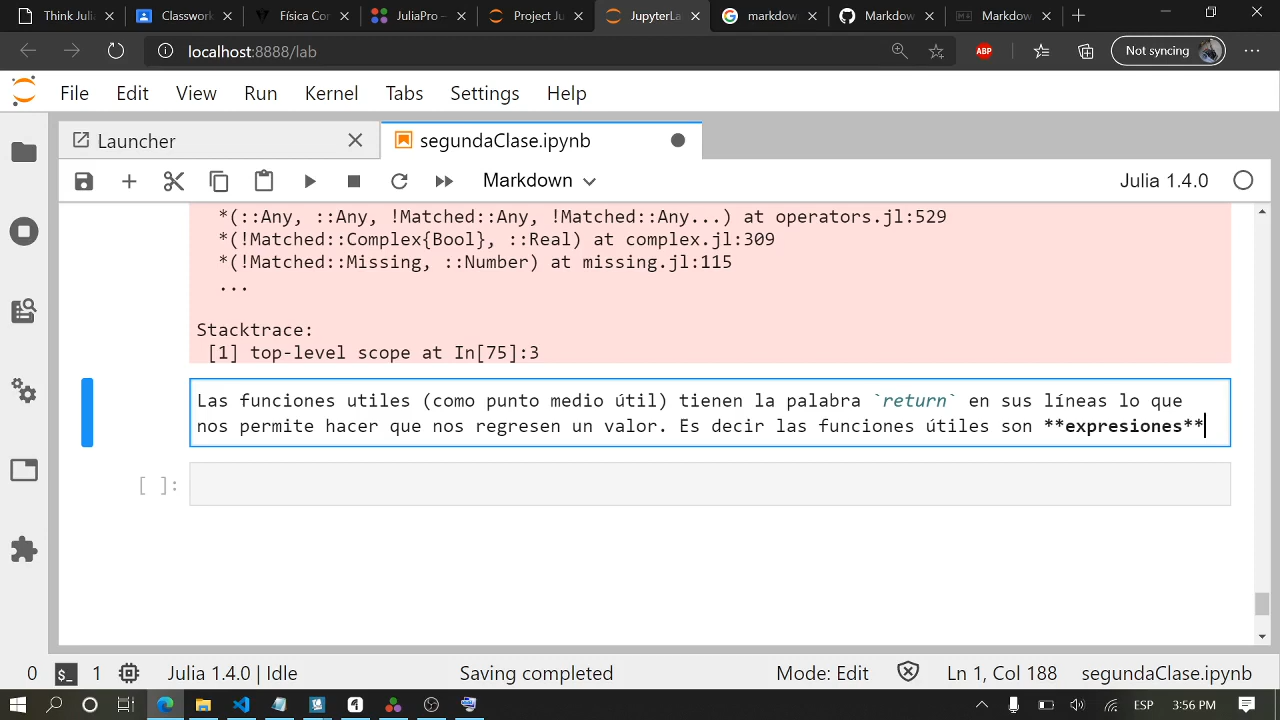 Think Julia
Classwork
Física Con
JuliaPro –
Project Ju
JupyterLa
markdow
Markdow
Markdow
localhost:8888/lab
ABP
Not syncing
File Edit View Run Kernel Tabs Settings Help
Launcher
segundaClase.ipynb
Markdown
Julia 1.4.0
*(::Any, ::Any, !Matched::Any, !Matched::Any...) at operators.jl:529
*(!Matched::Complex{Bool}, ::Real) at complex.jl:309
*(!Matched::Missing, ::Number) at missing.jl:115
...
Stacktrace:
[1] top-level scope at In[75]:3
Las funciones utiles (como punto medio útil) tienen la palabra `return` en sus líneas lo que
nos permite hacer que nos regresen un valor. Es decir las funciones útiles son **expresiones**
[ ]:
0 $_ 1 Julia 1.4.0 | Idle Saving completed Mode: Edit Ln 1, Col 188 segundaClase.ipynb
ESP 3:56 PM